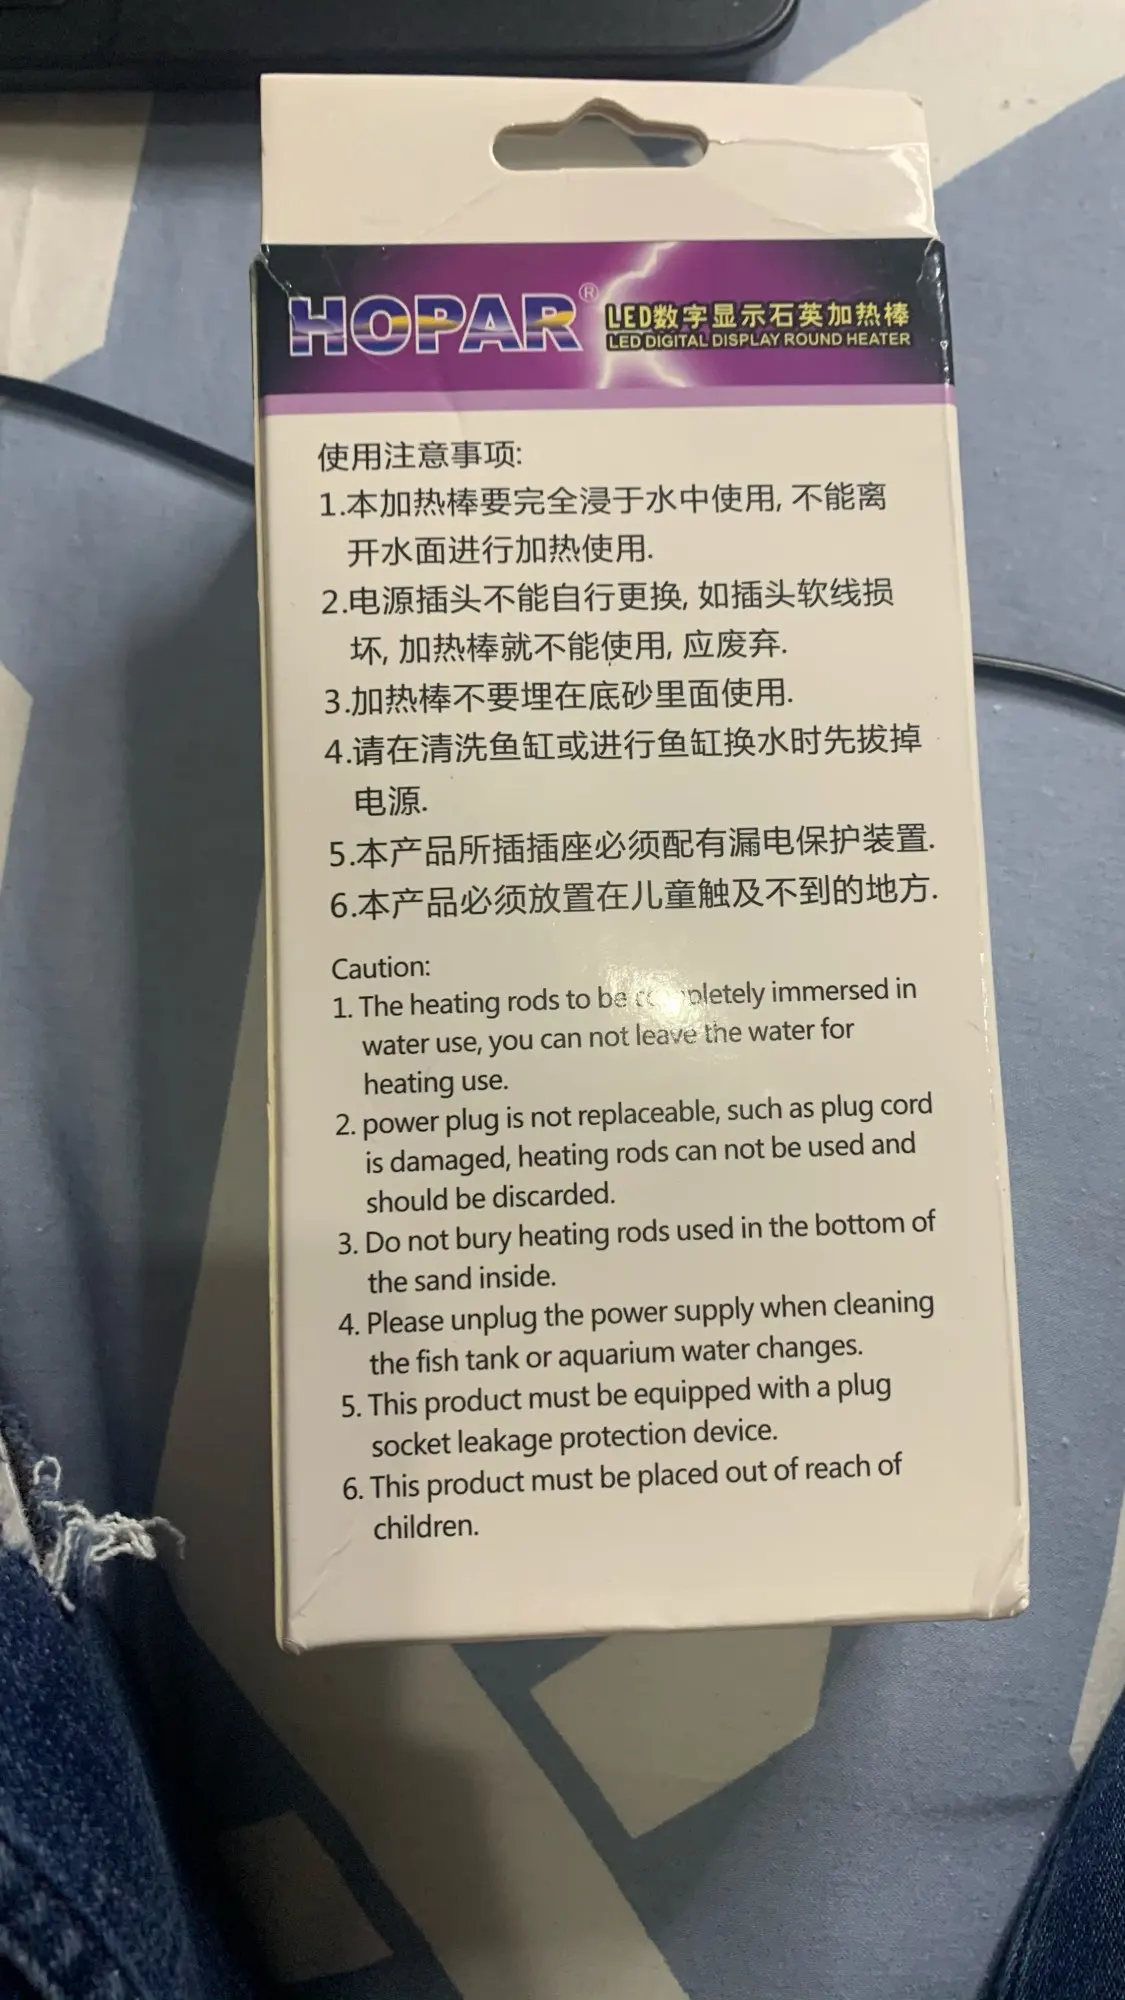 HOPAR®
LED数字显示石英加热棒
LED DIGITAL DISPLAY ROUND HEATER
使用注意事项:
1.本加热棒要完全浸于水中使用, 不能离
开水面进行加热使用.
2.电源插头不能自行更换, 如插头软线损
坏, 加热棒就不能使用, 应废弃.
3.加热棒不要埋在底砂里面使用.
4.请在清洗鱼缸或进行鱼缸换水时先拔掉
电源.
5.本产品所插插座必须配有漏电保护装置.
6.本产品必须放置在儿童触及不到的地方.
Caution:
1. The heating rods to be completely immersed in
water use, you can not leave the water for
heating use.
2. power plug is not replaceable, such as plug cord
is damaged, heating rods can not be used and
should be discarded.
3. Do not bury heating rods used in the bottom of
the sand inside.
4. Please unplug the power supply when cleaning
the fish tank or aquarium water changes.
5. This product must be equipped with a plug
socket leakage protection device.
6. This product must be placed out of reach of
children.